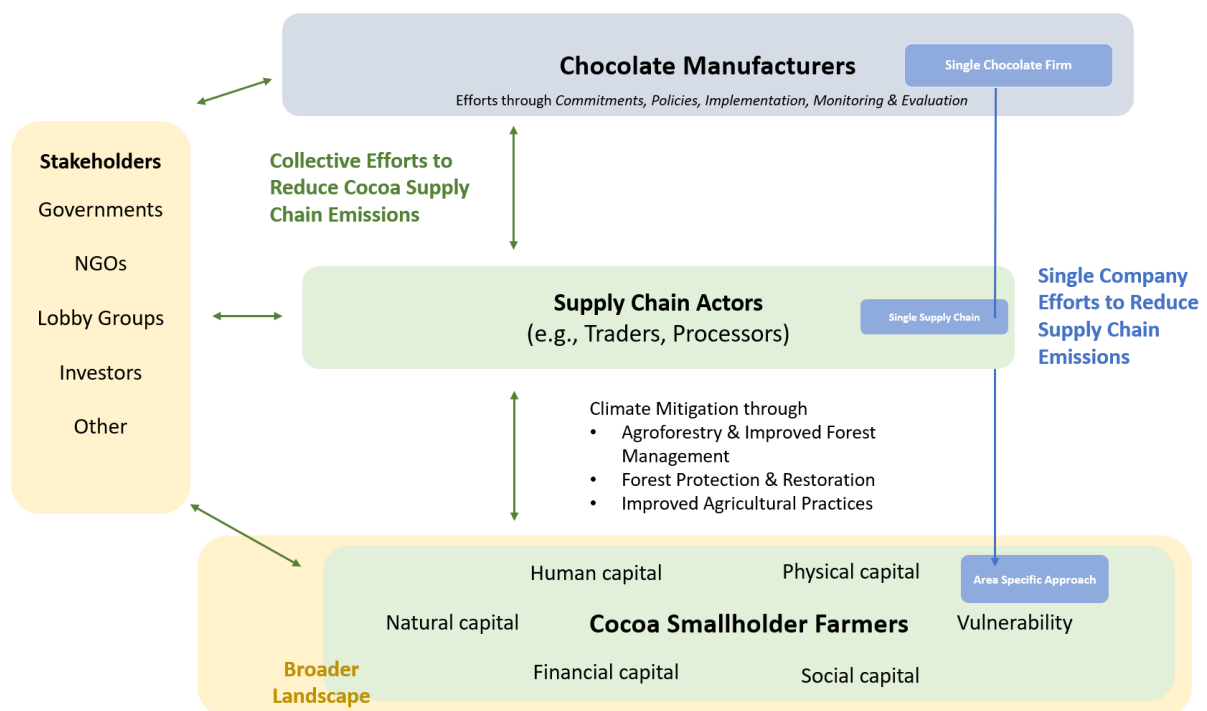 Chocolate Manufacturers
Single Chocolate Firm
Efforts through Commitments, Policies, Implementation, Monitoring & Evaluation
Stakeholders
Governments
NGOs
Lobby Groups
Investors
Other
Collective Efforts to
Reduce Cocoa Supply
Chain Emissions
Supply Chain Actors
(e.g., Traders, Processors)
Single Supply Chain
Single Company
Efforts to Reduce
Supply Chain
Emissions
Climate Mitigation through
• Agroforestry & Improved Forest
Management
• Forest Protection & Restoration
• Improved Agricultural Practices
Human capital
Physical capital
Area Specific Approach
Natural capital
Cocoa Smallholder Farmers
Vulnerability
Financial capital
Social capital
Broader
Landscape